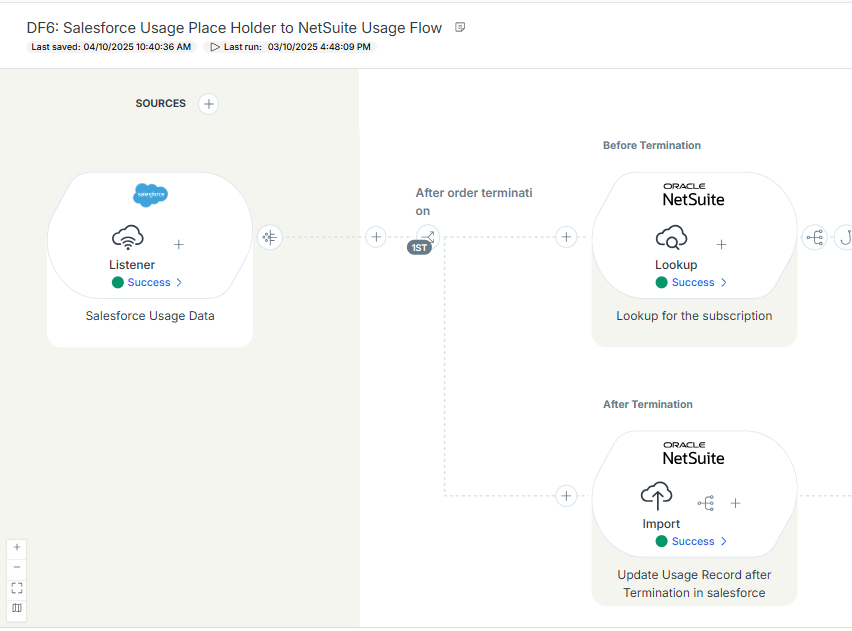 DF6: Salesforce Usage Place Holder to NetSuite Usage Flow
Last saved: 04/10/2025 10:40:36 AM Last run: 03/10/2025 4:48:09 PM
SOURCES
salesforce
Listener
Success
Salesforce Usage Data
After order terminati
on
1ST
Before Termination
ORACLE
NetSuite
Lookup
Success
Lookup for the subscription
After Termination
ORACLE
NetSuite
Import
Success
Update Usage Record after
Termination in salesforce